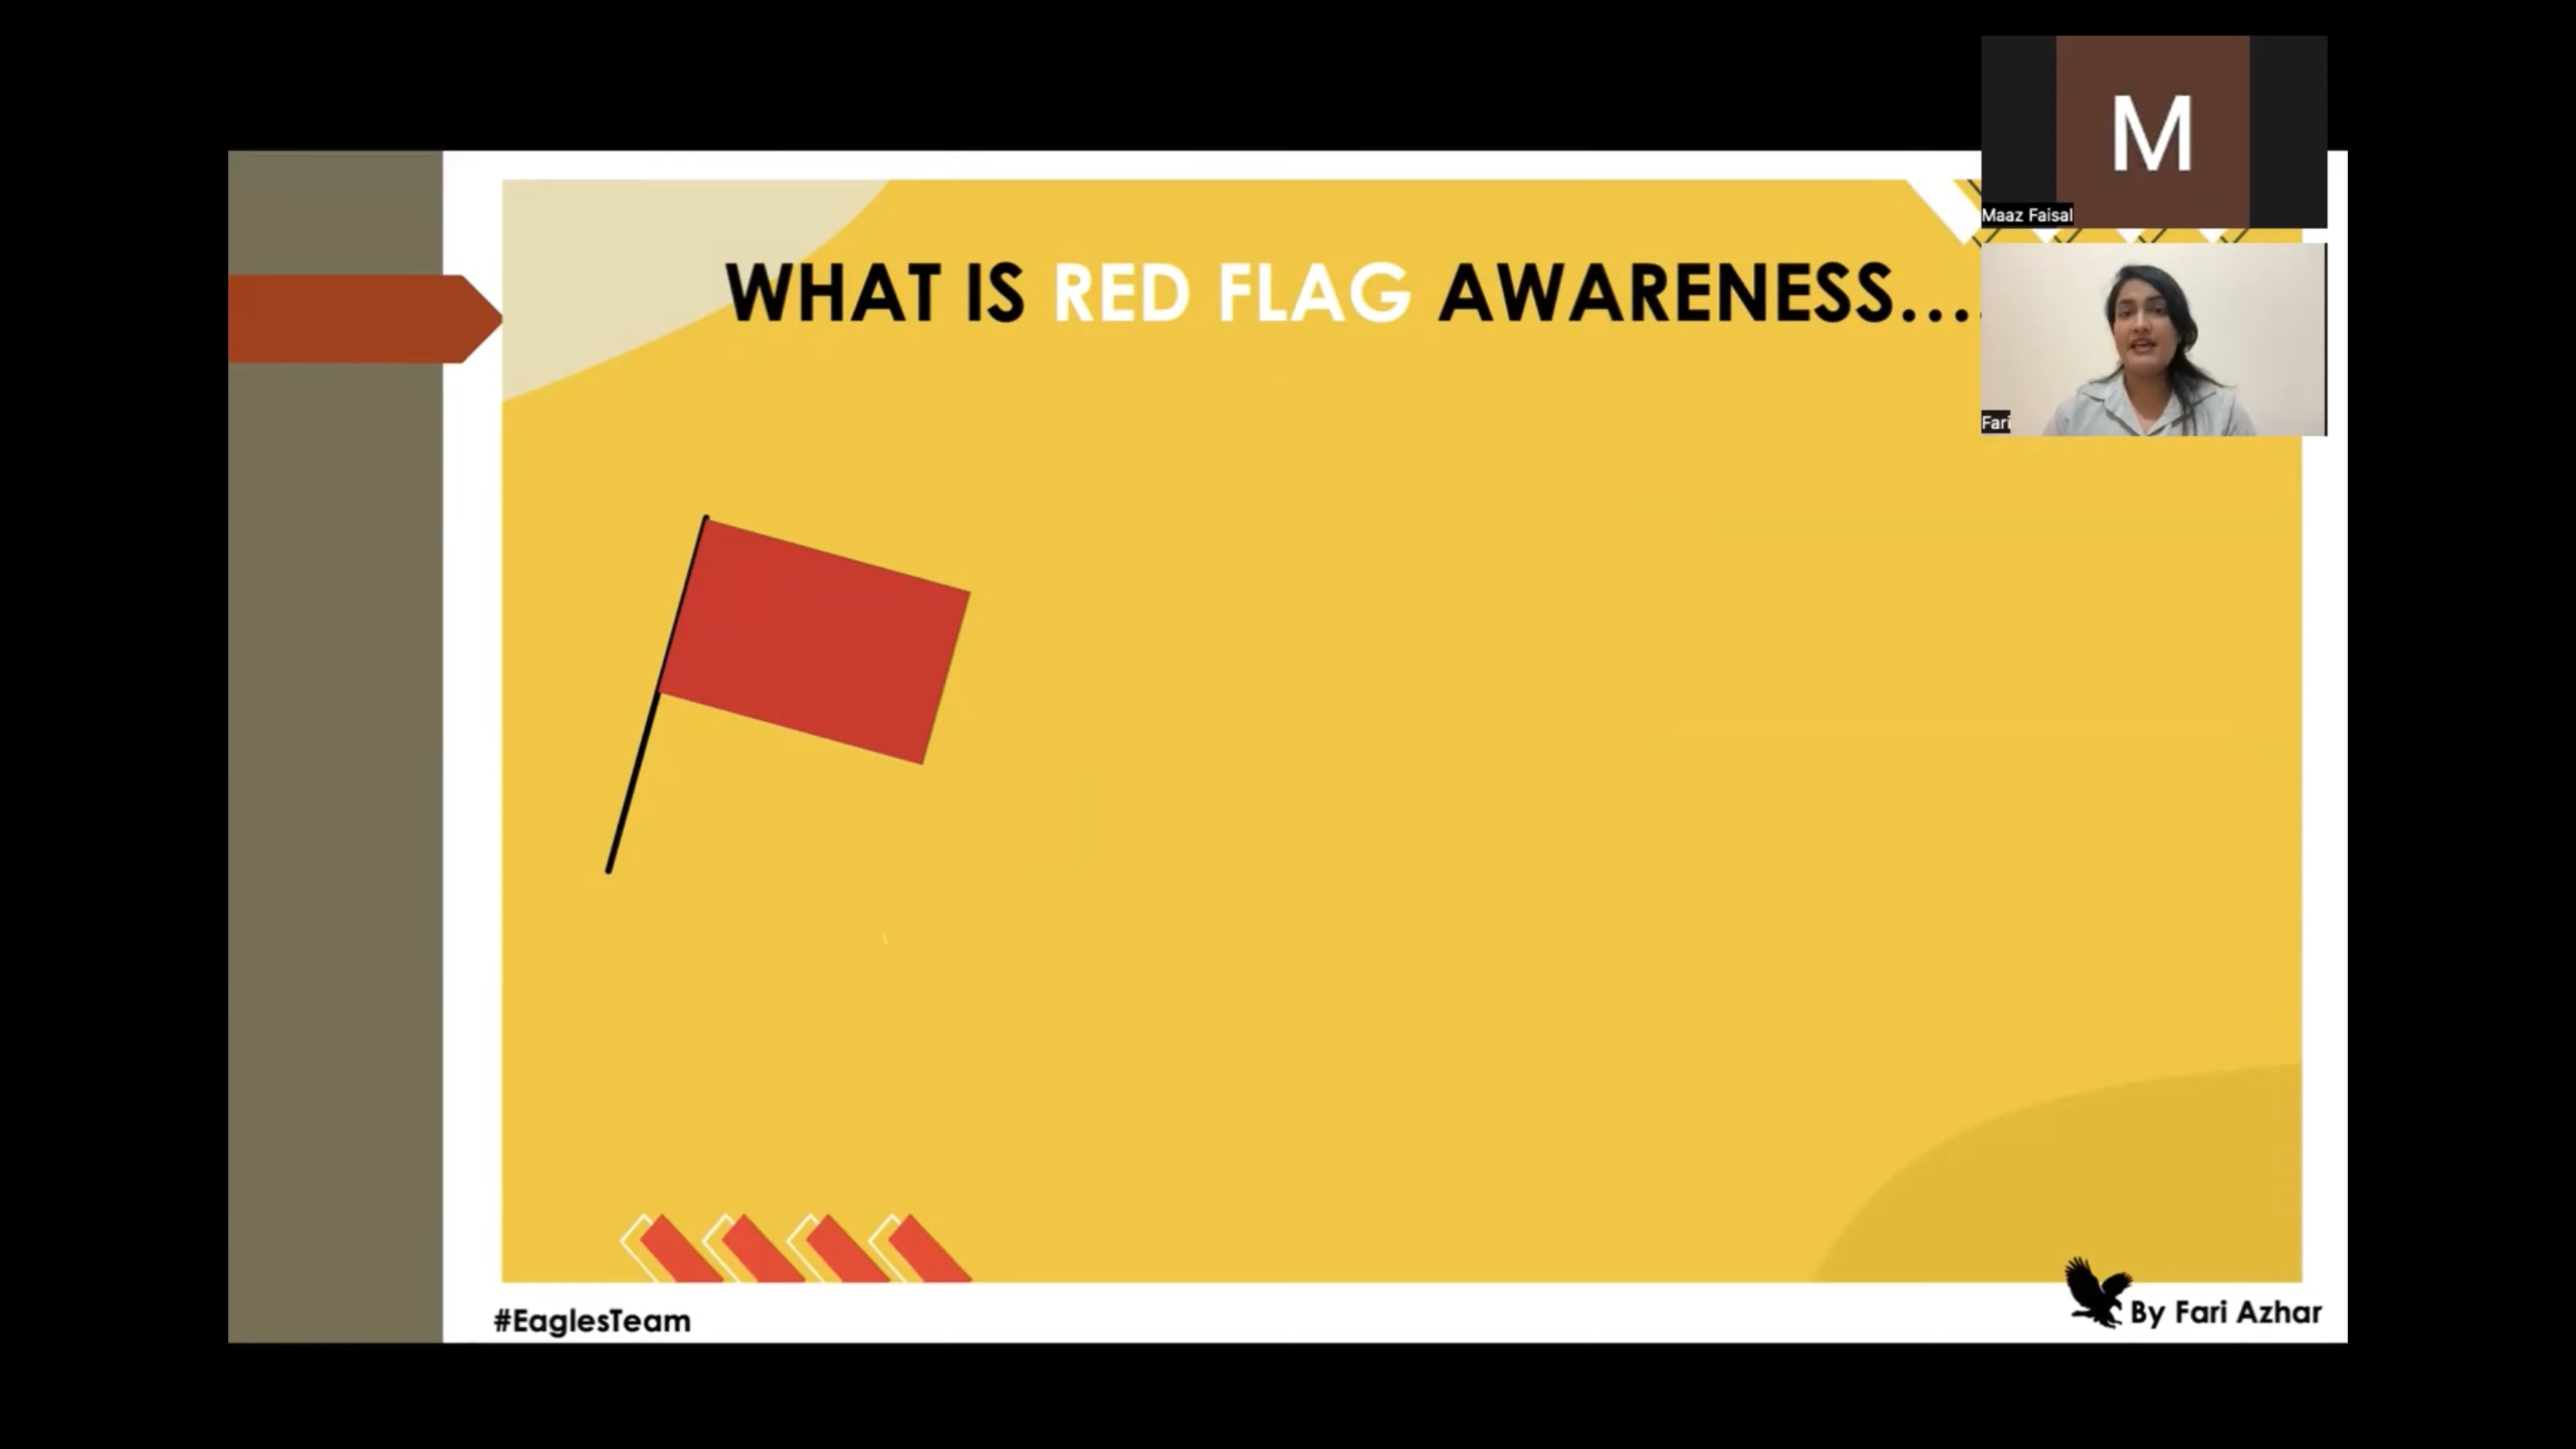 M
Maaz Faisal
WHAT IS RED FLAG AWARENESS....
Fari
#EaglesTeam
By Fari Azhar